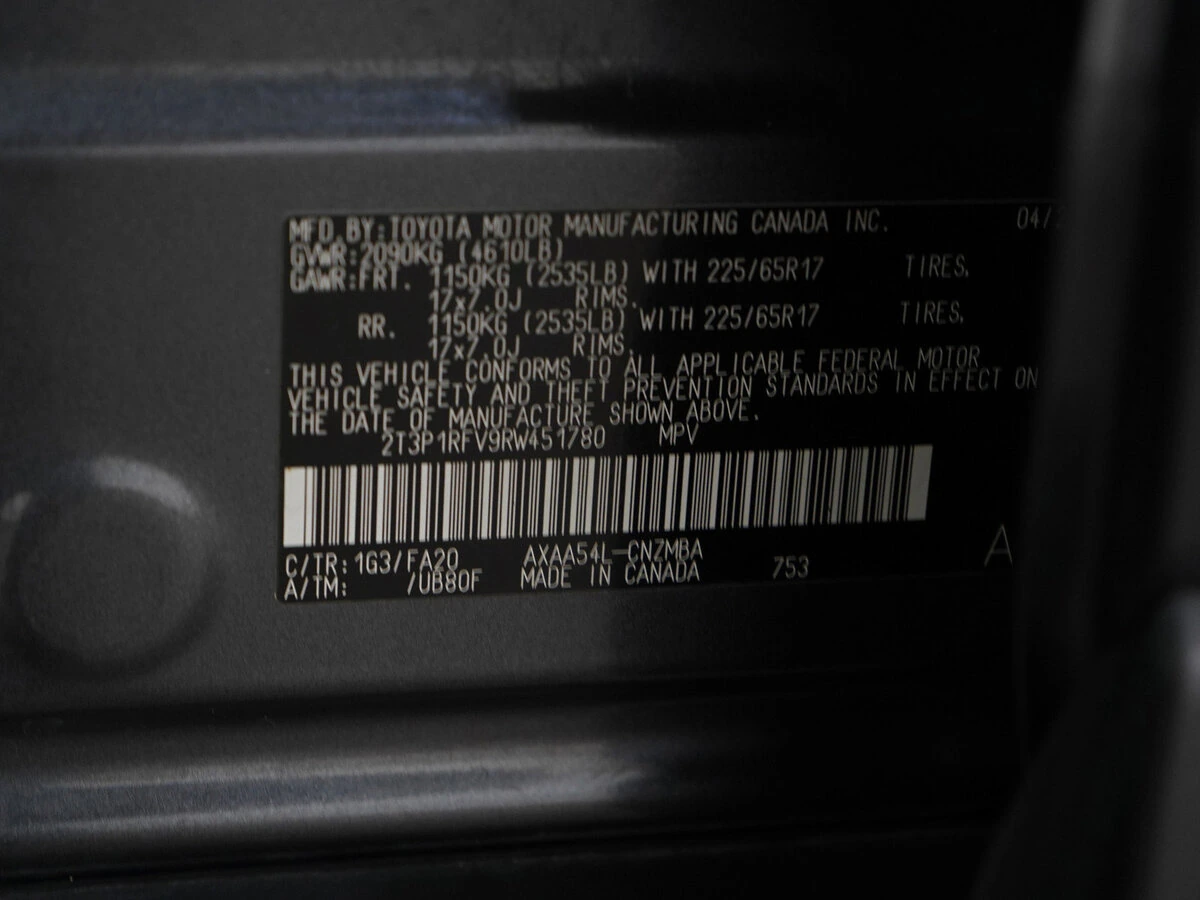 MFD. BY: TOYOTA MOTOR MANUFACTURING CANADA INC. 04/
GVWR: 2090KG (4610LB)
GAWR: FRT. 1150KG (2535LB) WITH 225/65R17 TIRES,
17x7.0J RIMS.
RR. 1150KG (2535LB) WITH 225/65R17 TIRES,
17x7.0J RIMS.
THIS VEHICLE CONFORMS TO ALL APPLICABLE FEDERAL MOTOR
VEHICLE SAFETY AND THEFT PREVENTION STANDARDS IN EFFECT ON
THE DATE OF MANUFACTURE SHOWN ABOVE.
2T3P1RFV9RW451780 MPV
C/TR: 1G3/FA20 AXAA54L-CNZMBA 753 A
A/TM: /UB80F MADE IN CANADA